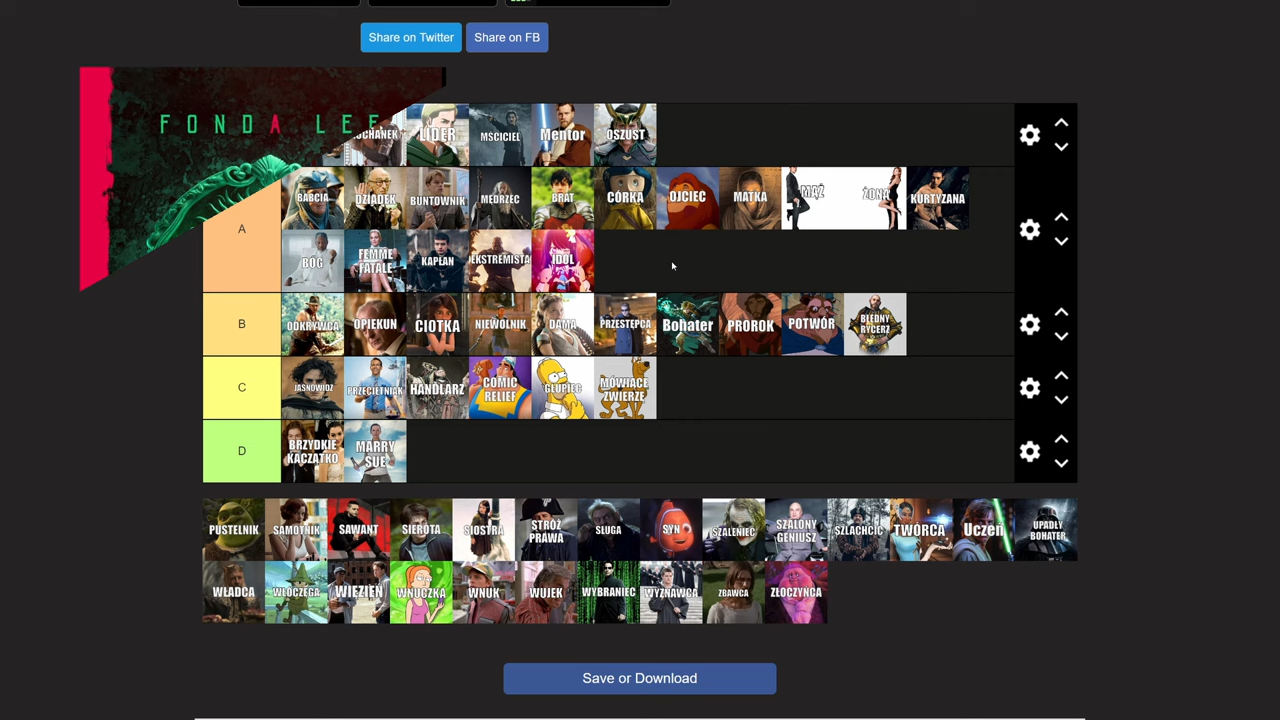 Share on Twitter Share on FB
FONDA LEE
LIDER MŚCICIEL Mentor OSZUST
A
BABCIA DZIADEK BUNTOWNIK MĘDRZEC BRAT CÓRKA OJCIEC MATKA MĄŻ ŻONA KURTYZANA
BÓG FEMME FATALE KAPŁAN EKSTREMISTA IDOL
B
ODKRYWCA OPIEKUN CIOTKA NIEWOLNIK DAMA PRZESTĘPCA Bohater PROROK POTWÓR BŁĘDNY RYCERZ
C
JASNOWIDZ PRZECIĘTNIAK HANDLARZ COMIC RELIEF GŁUPIEC MÓWIĄCE ZWIERZĘ
D
BRZYDKIE KACZĄTKO MARRY SUE
PUSTELNIK SAMOTNIK SAWANT SIEROTA SIOSTRA STRÓŻ PRAWA SŁUGA SYN SZALENIEC SZALONY GENIUSZ SZLACHCIC TWÓRCA Uczeń UPADŁY BOHATER
WŁADCA WŁÓCZĘGA WIĘZIEŃ WNUCZKA WNUK WUJEK WYBRANIEC WYZNAWCA ZBAWCA ZŁOCZYŃCA
Save or Download